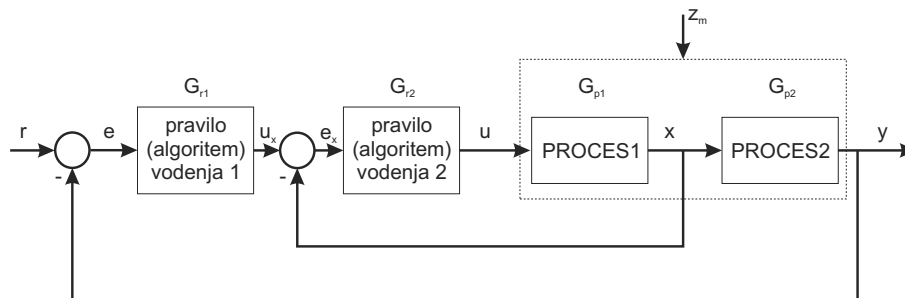 z_m
G_r1
G_r2
G_p1
G_p2
r
e
pravilo
(algoritem)
vodenja 1
u_x
e_x
pravilo
(algoritem)
vodenja 2
u
PROCES1
x
PROCES2
y
-
-